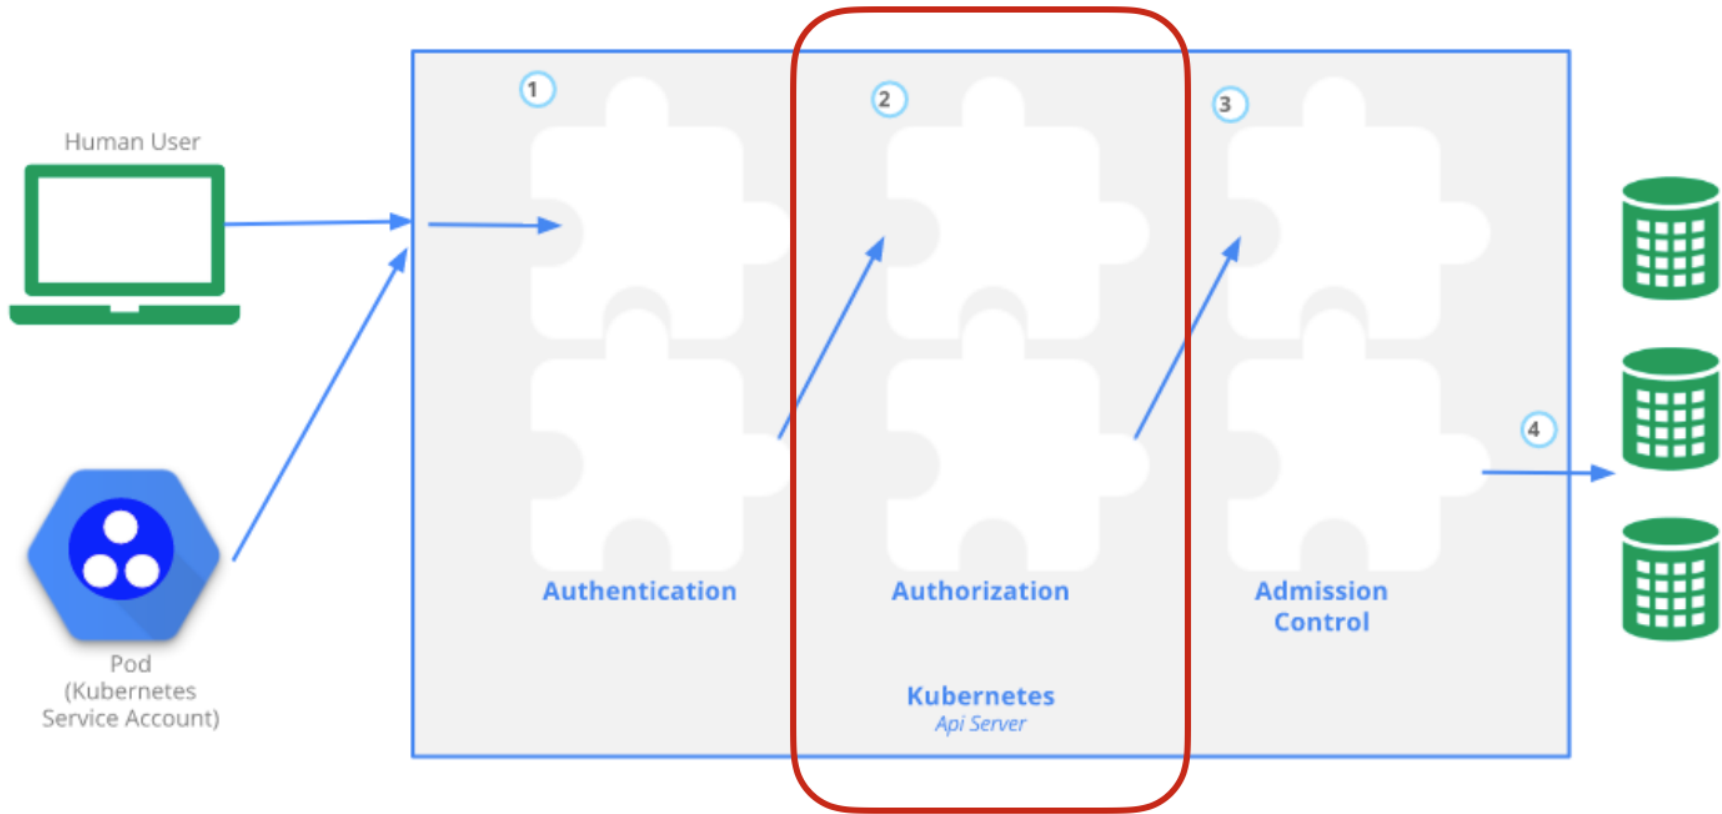 Human User
Pod
(Kubernetes
Service Account)
1
2
3
4
Authentication
Authorization
Admission
Control
Kubernetes
Api Server